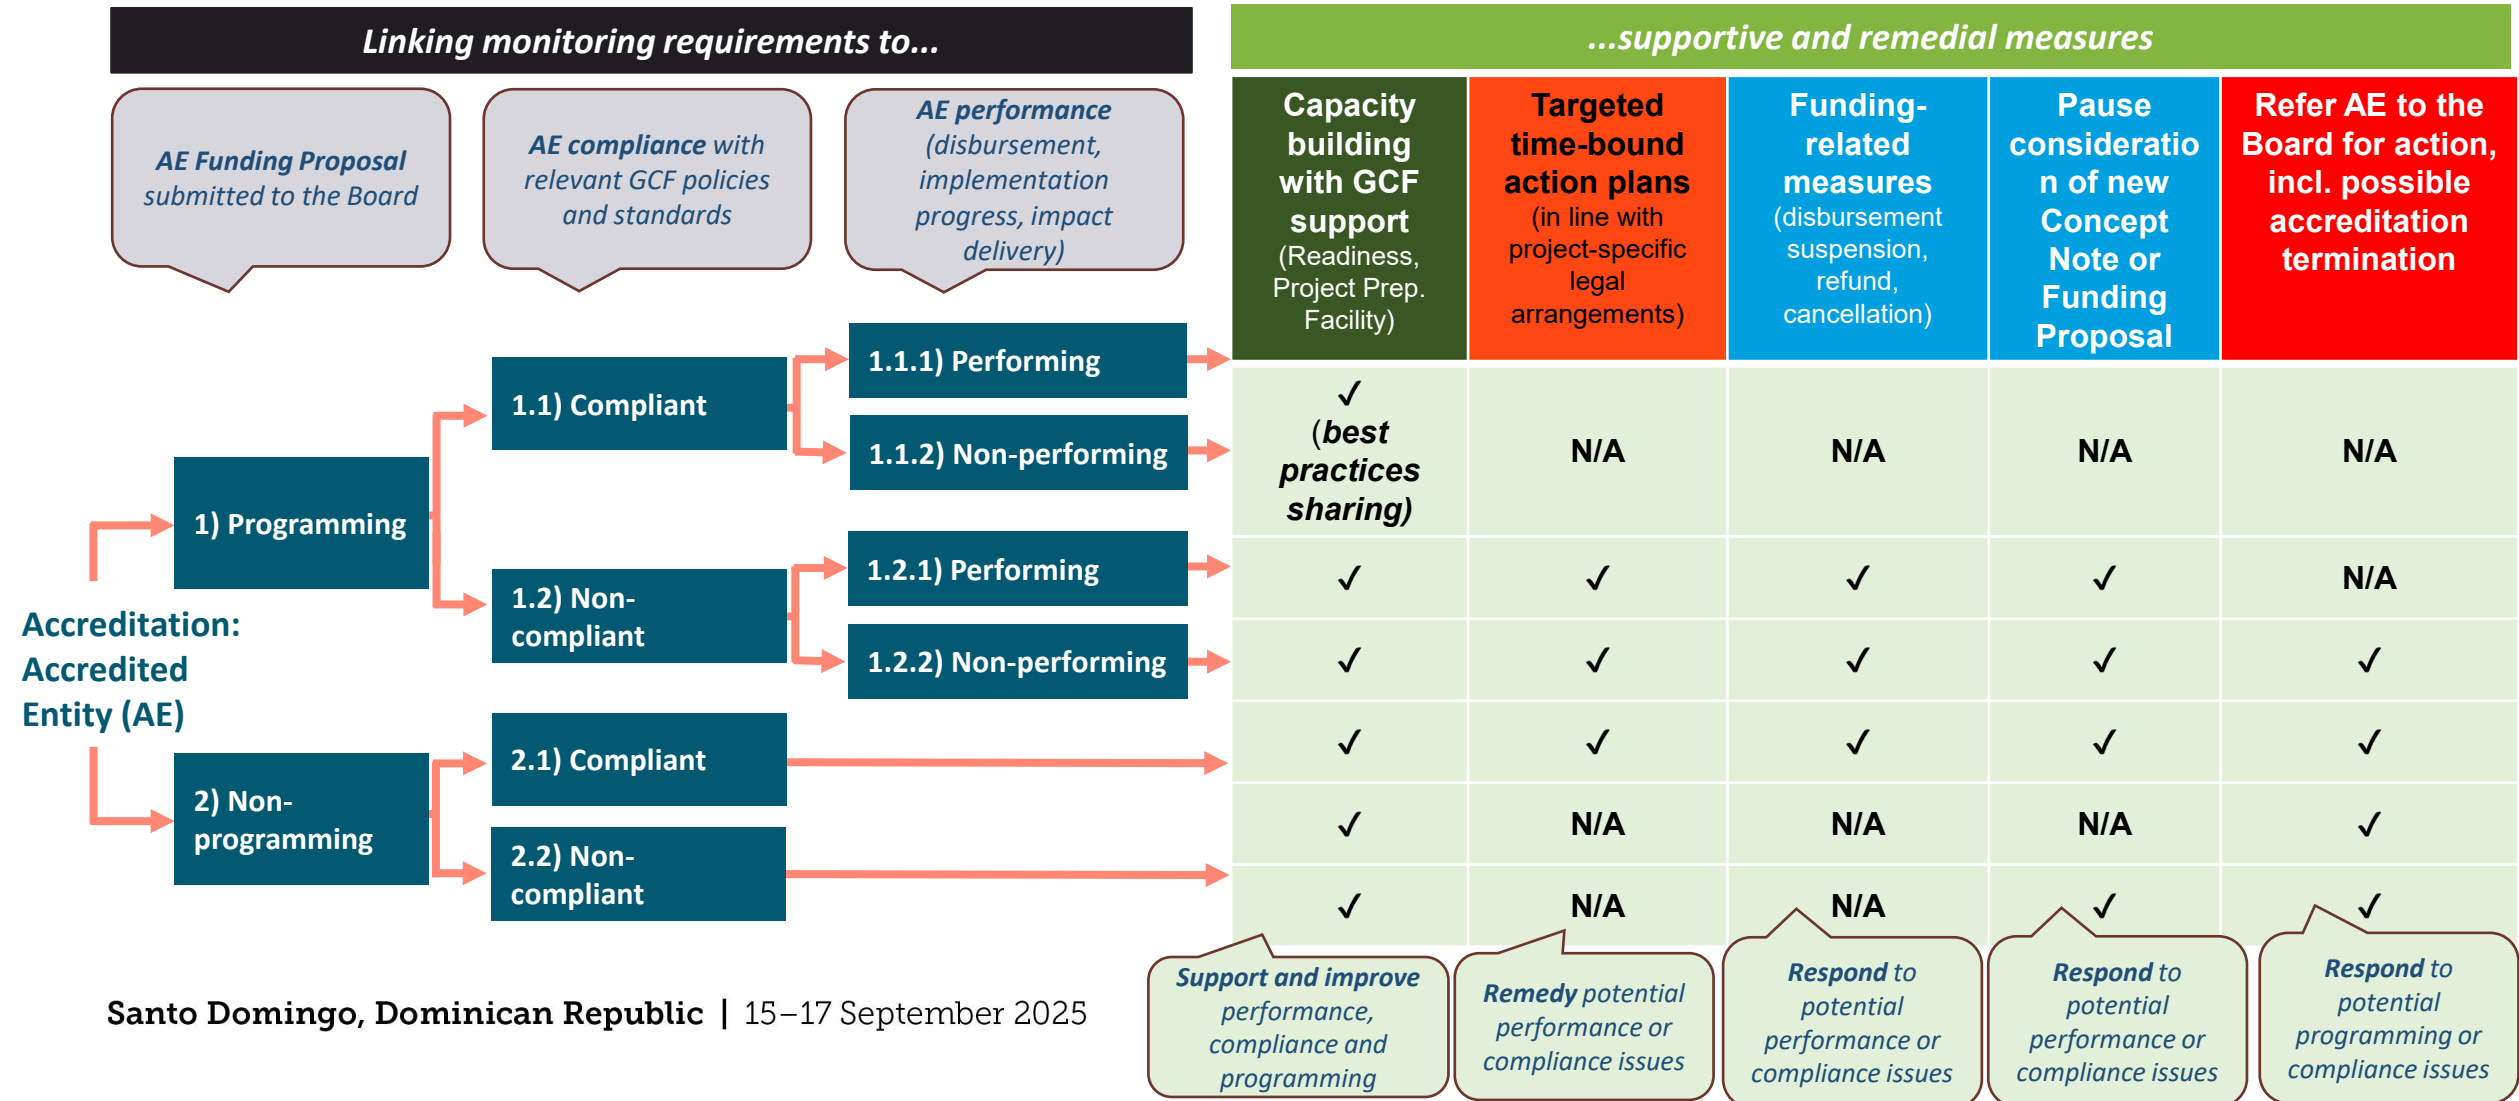 Linking monitoring requirements to...
...supportive and remedial measures
AE Funding Proposal
submitted to the Board
AE compliance with
relevant GCF policies
and standards
AE performance
(disbursement,
implementation
progress, impact
delivery)
Capacity
building
with GCF
support
(Readiness,
Project Prep.
Facility)
Targeted
time-bound
action plans
(in line with
project-specific
legal
arrangements)
Funding-
related
measures
(disbursement
suspension,
refund,
cancellation)
Pause
consideratio
n of new
Concept
Note or
Funding
Proposal
Refer AE to the
Board for action,
incl. possible
accreditation
termination
Accreditation:
Accredited
Entity (AE)
1) Programming
1.1) Compliant
1.1.1) Performing
1.1.2) Non-performing
1.2) Non-
compliant
1.2.1) Performing
1.2.2) Non-performing
2) Non-
programming
2.1) Compliant
2.2) Non-
compliant
✓
(best
practices
sharing)
N/A N/A N/A N/A
✓ ✓ ✓ ✓ N/A
✓ ✓ ✓ ✓ ✓
✓ ✓ ✓ ✓ ✓
✓ N/A N/A N/A ✓
✓ N/A N/A ✓ ✓
Support and improve
performance,
compliance and
programming
Remedy potential
performance or
compliance issues
Respond to
potential
performance or
compliance issues
Respond to
potential
performance or
compliance issues
Respond to
potential
programming or
compliance issues
Santo Domingo, Dominican Republic | 15–17 September 2025